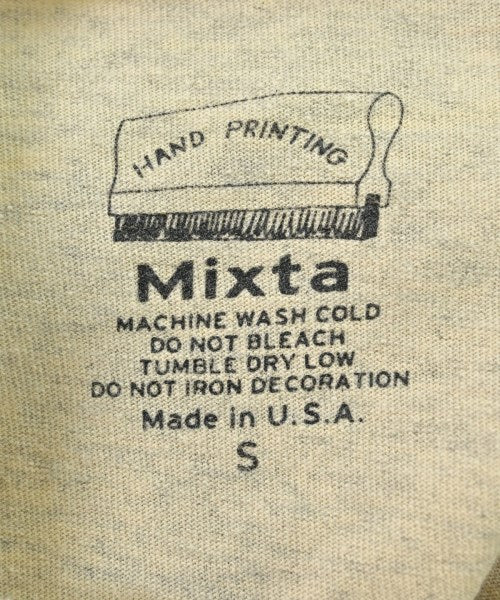 HAND PRINTING
Mixta
MACHINE WASH COLD
DO NOT BLEACH
TUMBLE DRY LOW
DO NOT IRON DECORATION
Made in U.S.A.
S